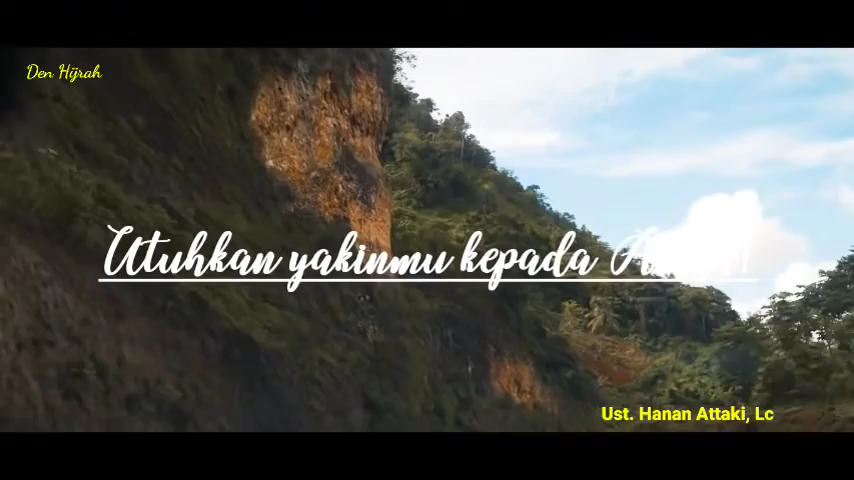 Den Hijrah
Utuhkan yakinmu kepada
Ust. Hanan Attaki, Lc